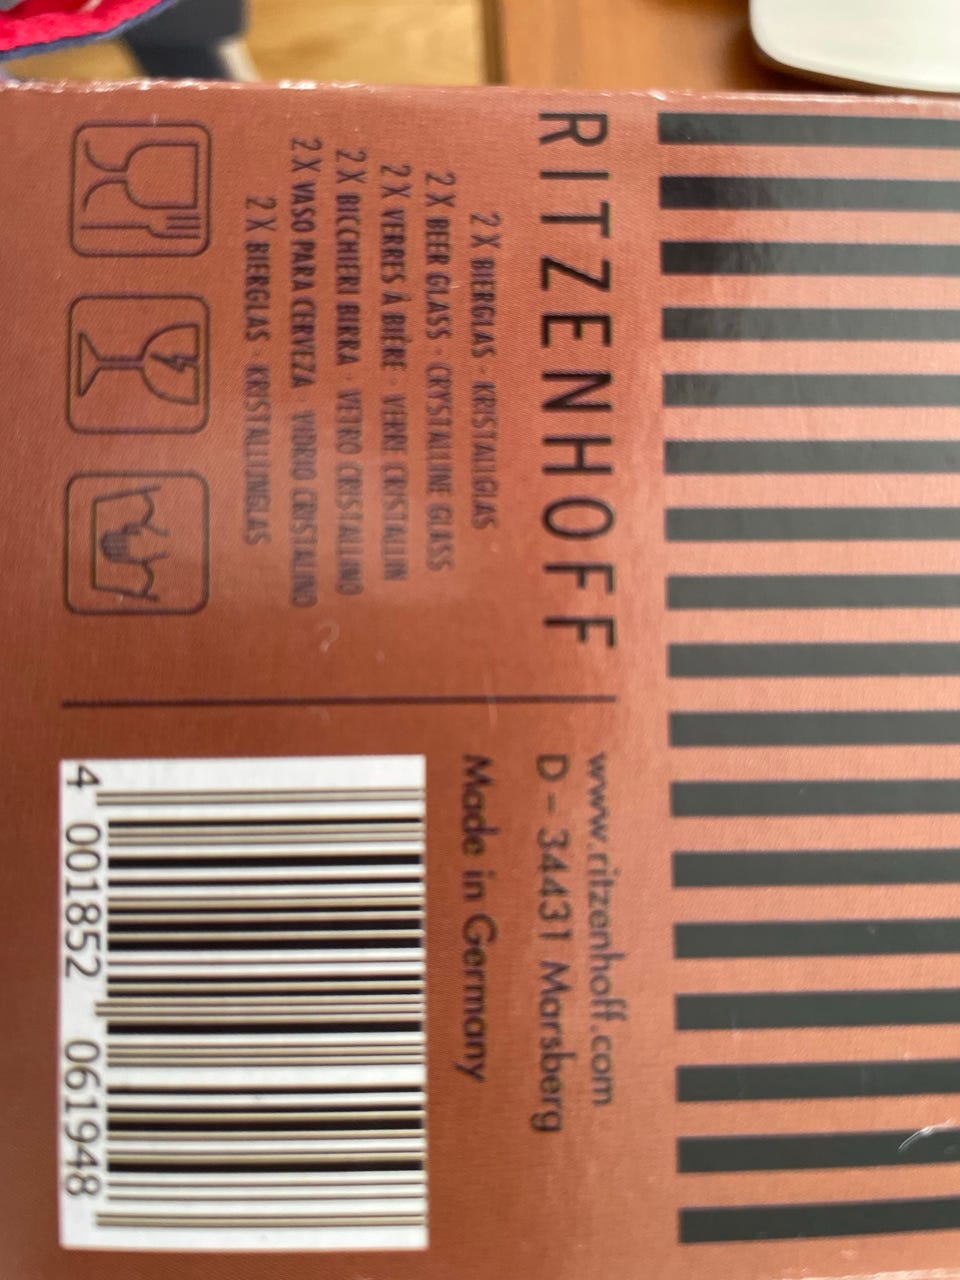 RITZENHOFF
2 X BIERGLAS · KRISTALLGLAS
2 X BEER GLASS · CRYSTALLINE GLASS
2 X VERRES À BIÈRE · VERRE CRISTALLIN
2 X BICCHIERI BIRRA · VETRO CRISTALLINO
2 X VASO PARA CERVEZA · VIDRIO CRISTALINO
2 X BIERGLAS · KRISTALLINGLAS
www.ritzenhoff.com
D – 34431 Marsberg
Made in Germany
4 001852 061948